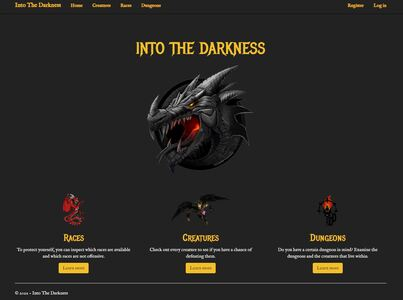 Into The Darkness Home Creatures Races Dungeons Register Log in
INTO THE DARKNESS
Races
To protect yourself, you can inspect which races are available
and which races are not offensive.
Learn more
Creatures
Check out every creature to see if you have a chance of
defeating them.
Learn more
Dungeons
Do you have a certain dungeon in mind? Examine the
dungeons and the creatures that live within.
Learn more
© 2021 - Into The Darkness